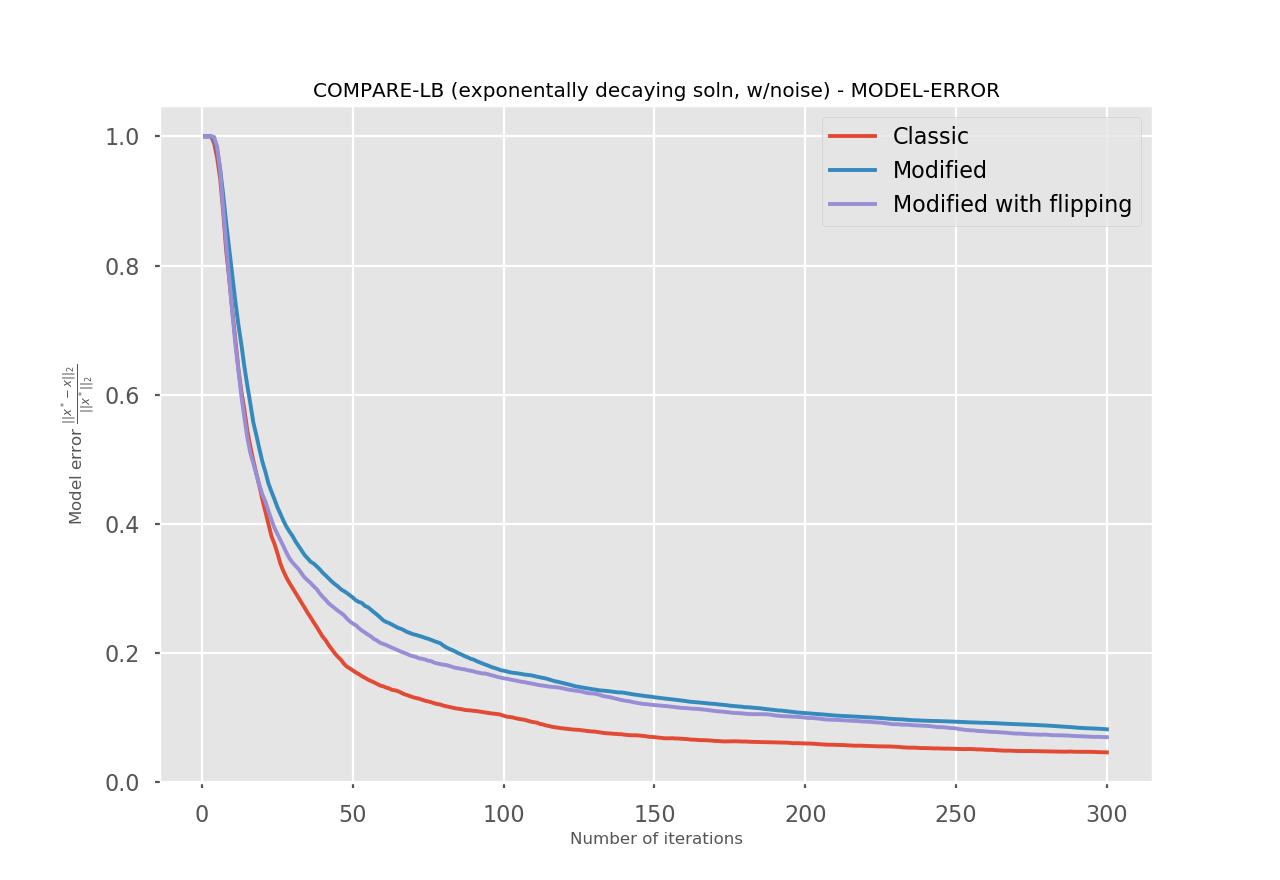 COMPARE-LB (exponentially decaying soln, w/noise) - MODEL-ERROR
Classic
Modified
Modified with flipping
1.0
0.8
0.6
0.4
0.2
0.0
Model error ||x* − x||₂ / ||x*||₂
0 50 100 150 200 250 300
Number of iterations